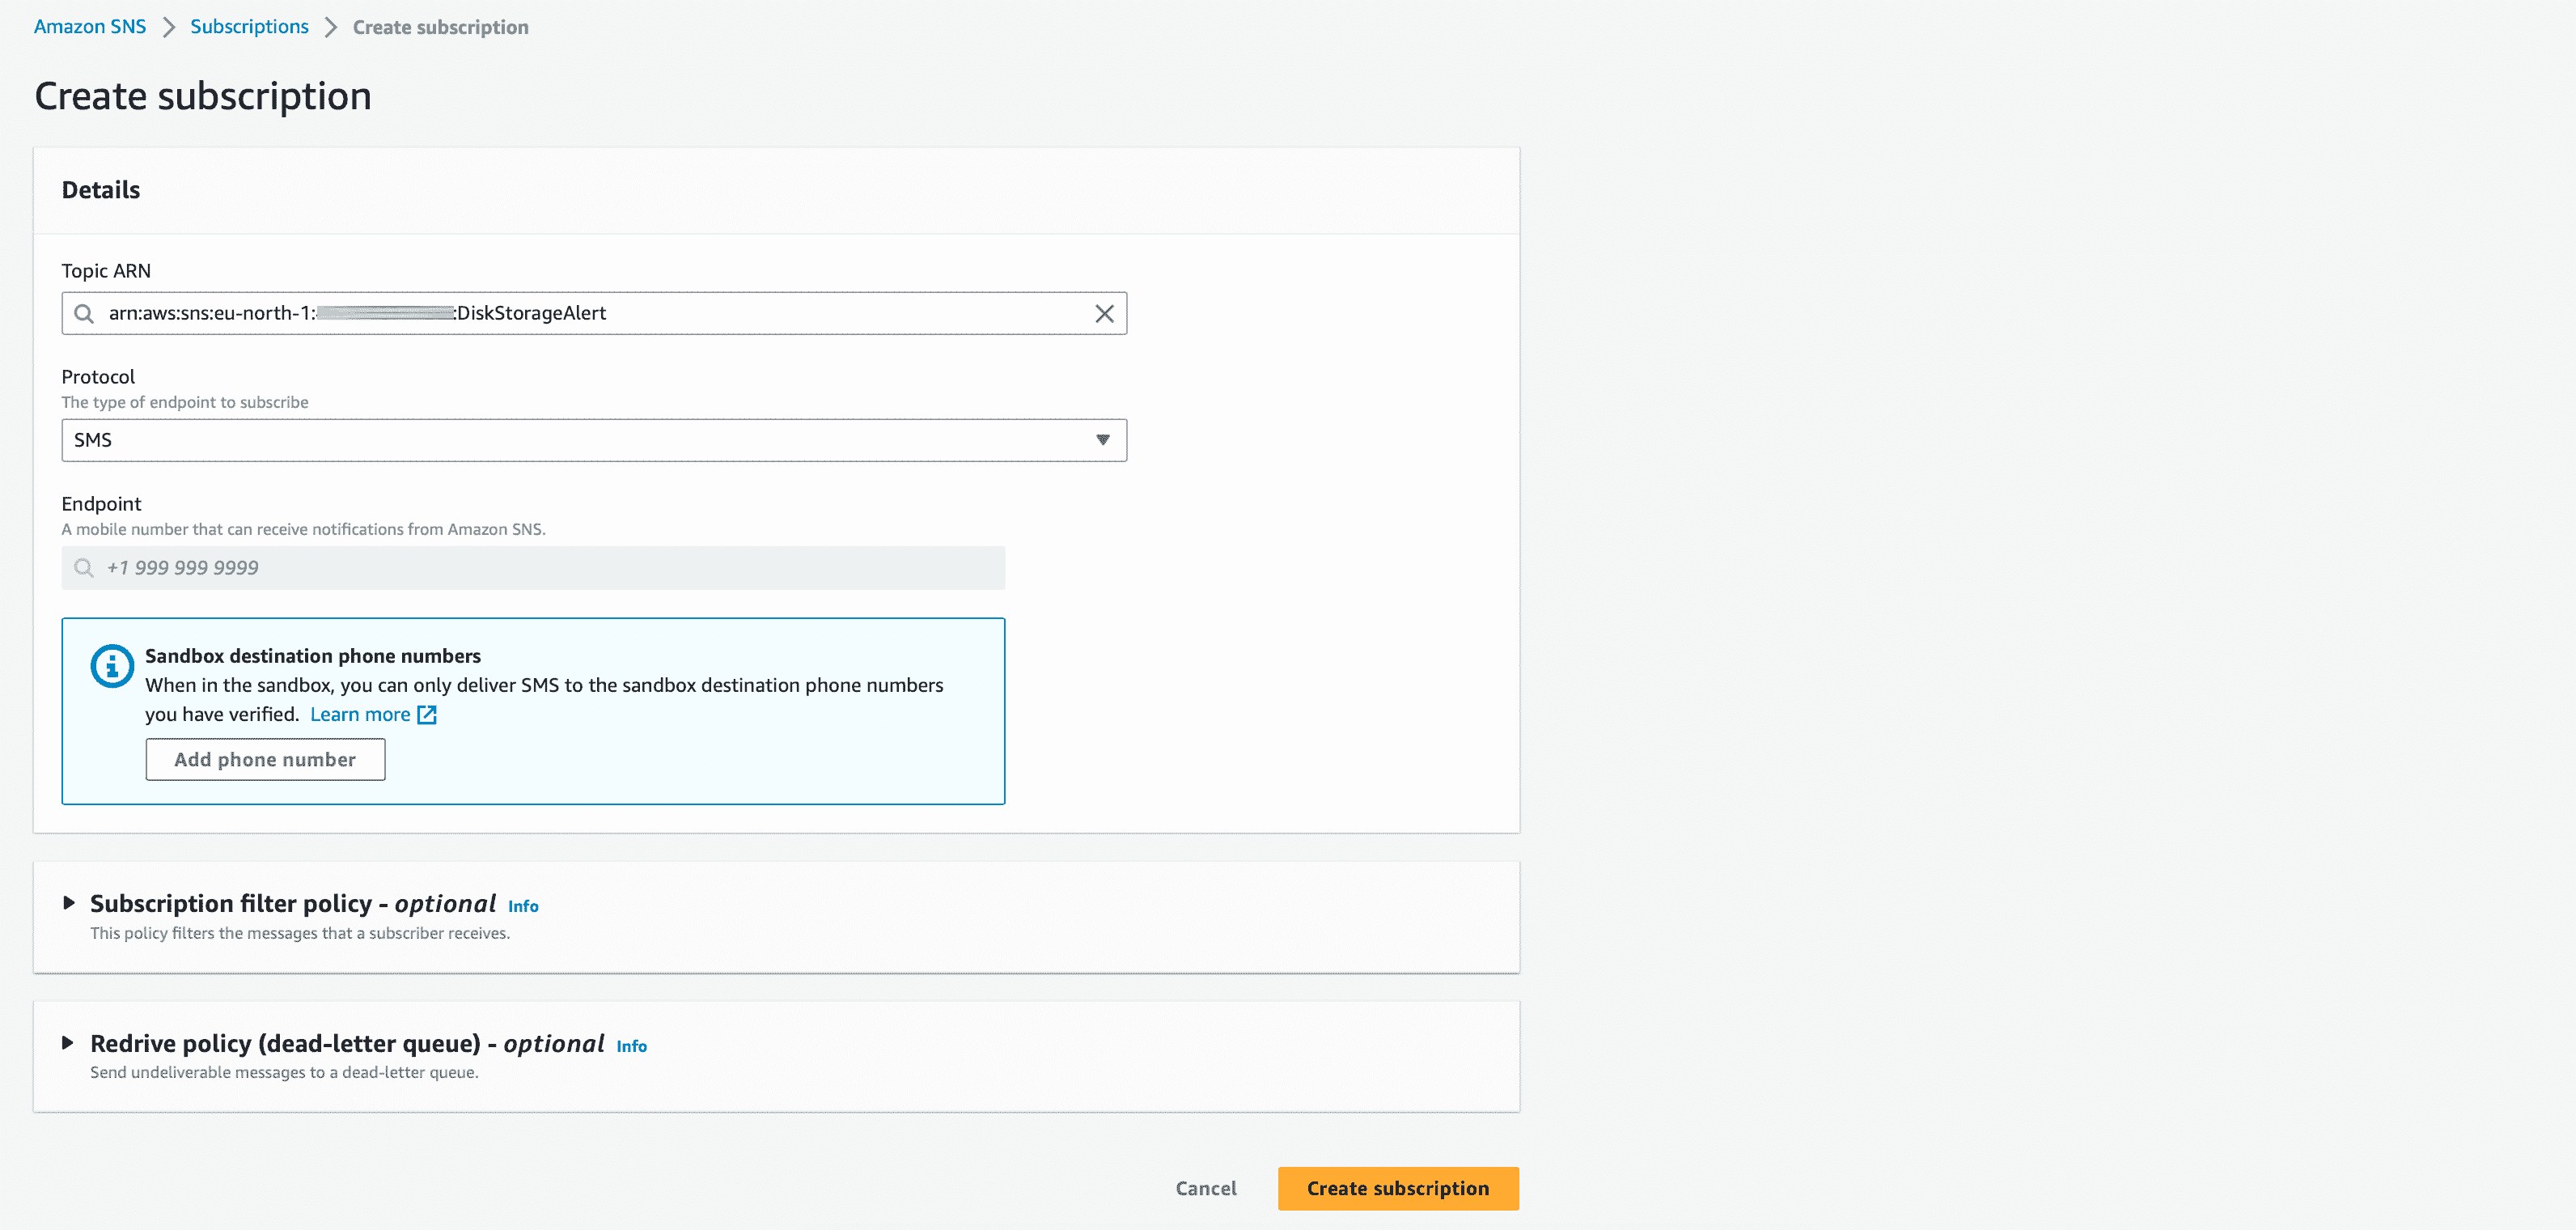 Amazon SNS > Subscriptions > Create subscription
Create subscription
Details
Topic ARN
arn:aws:sns:eu-north-1: :DiskStorageAlert
Protocol
The type of endpoint to subscribe
SMS
Endpoint
A mobile number that can receive notifications from Amazon SNS.
+1 999 999 9999
Sandbox destination phone numbers
When in the sandbox, you can only deliver SMS to the sandbox destination phone numbers
you have verified. Learn more
Add phone number
Subscription filter policy - optional Info
This policy filters the messages that a subscriber receives.
Redrive policy (dead-letter queue) - optional Info
Send undeliverable messages to a dead-letter queue.
Cancel
Create subscription